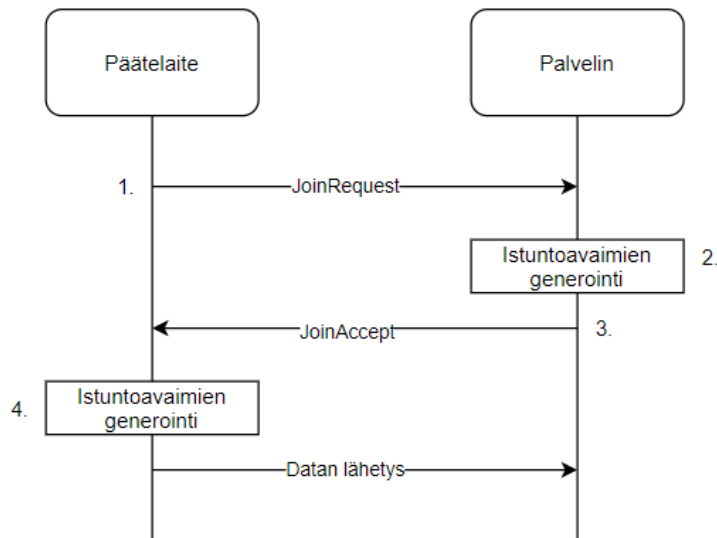 Päätelaite
Palvelin
1.
JoinRequest
Istuntoavaimien
generointi
2.
JoinAccept
3.
4.
Istuntoavaimien
generointi
Datan lähetys